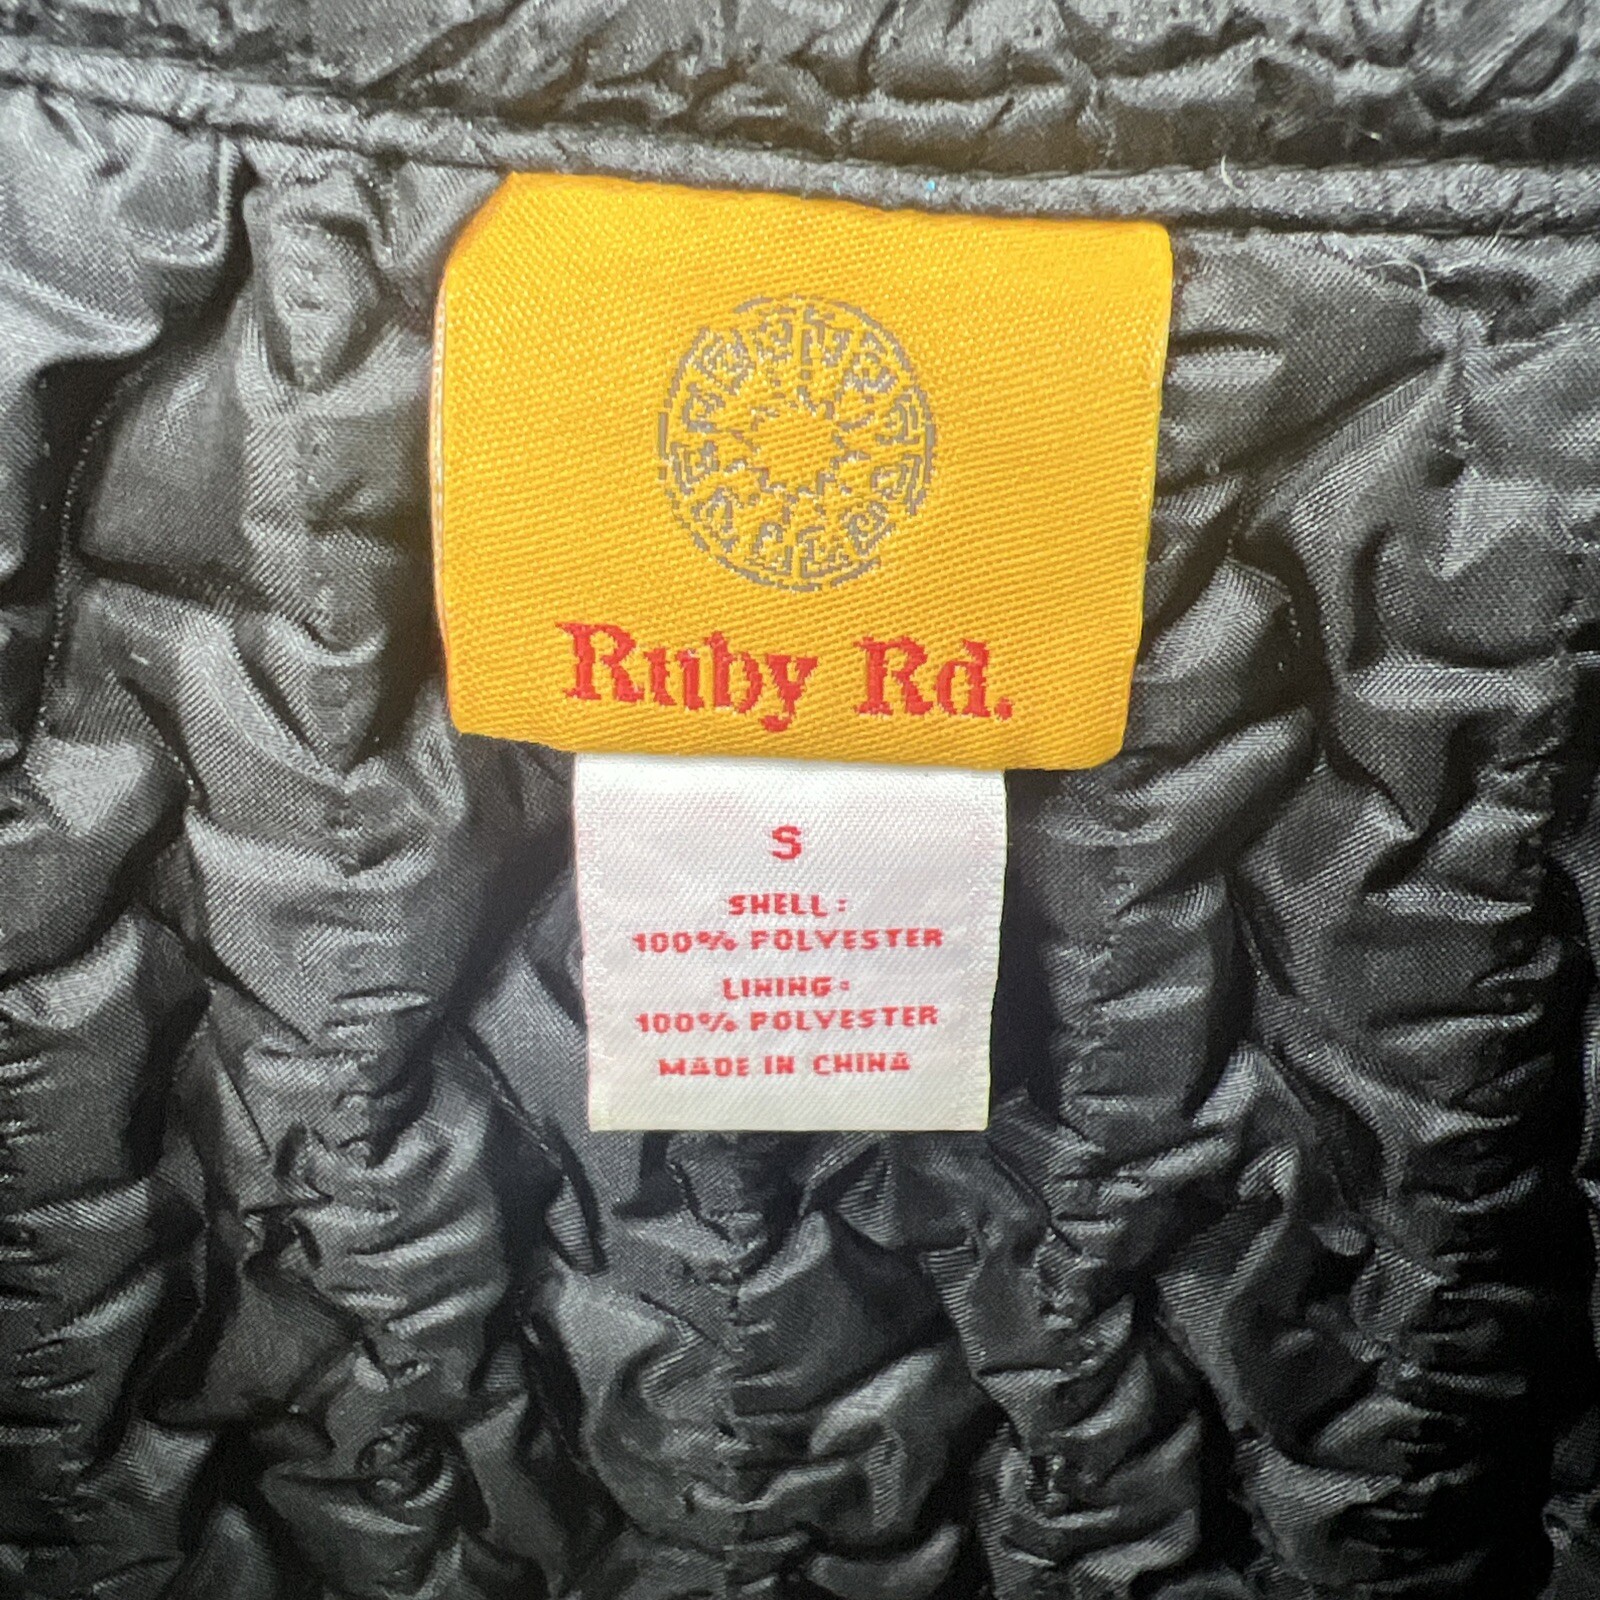 Ruby Rd.
S
SHELL:
100% POLYESTER
LINING:
100% POLYESTER
MADE IN CHINA